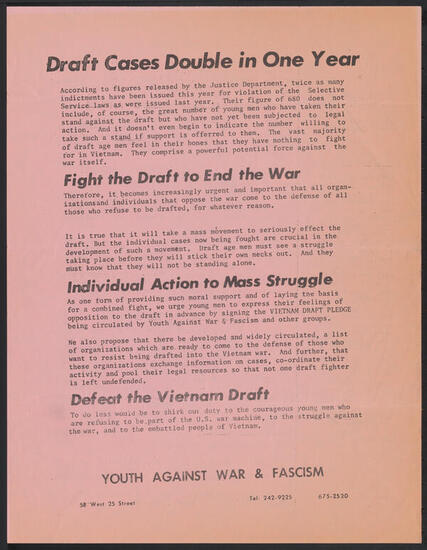 Draft Cases Double in One Year
According to figures released by the Justice Department, twice as many
indictments have been issued this year for violation of the Selective
Service laws as were issued last year. Their figure of 680 does not
include, of course, the great number of young men who have taken their
stand against the draft but who have not yet been subjected to legal
action. And it doesn't even begin to indicate the number willing to
take such a stand if support is offered to them. The vast majority
of draft age men feel in their bones that they have nothing to fight
for in Vietnam. They comprise a powerful potential force against the
war itself.
Fight the Draft to End the War
Therefore, it becomes increasingly urgent and important that all organ-
izationsand individuals that oppose the war come to the defense of all
those who refuse to be drafted, for whatever reason.
It is true that it will take a mass movement to seriously effect the
draft. But the individual cases now being fought are crucial in the
development of such a movement. Draft age men must see a struggle
taking place before they will stick their own necks out. And they
must know that they will not be standing alone.
Individual Action to Mass Struggle
As one form of providing such moral support and of laying the basis
for a combined fight, we urge young men to express their feelings of
opposition to the draft in advance by signing the VIETNAM DRAFT PLEDGE
being circulated by Youth Against War & Fascism and other groups.
We also propose that there be developed and widely circulated, a list
of organizations which are ready to come to the defense of those who
want to resist being drafted into the Vietnam war. And further, that
these organizations exchange information on cases, co-ordinate their
activity and pool their legal resources so that not one draft fighter
is left undefended.
Defeat the Vietnam Draft
To do less would be to shirk our duty to the courageous young men who
are refusing to be part of the U.S. war machine, to the struggle against
the war, and to the embattled people of Vietnam.
YOUTH AGAINST WAR & FASCISM
58 West 25 Street Tel: 242-9225 675-2520